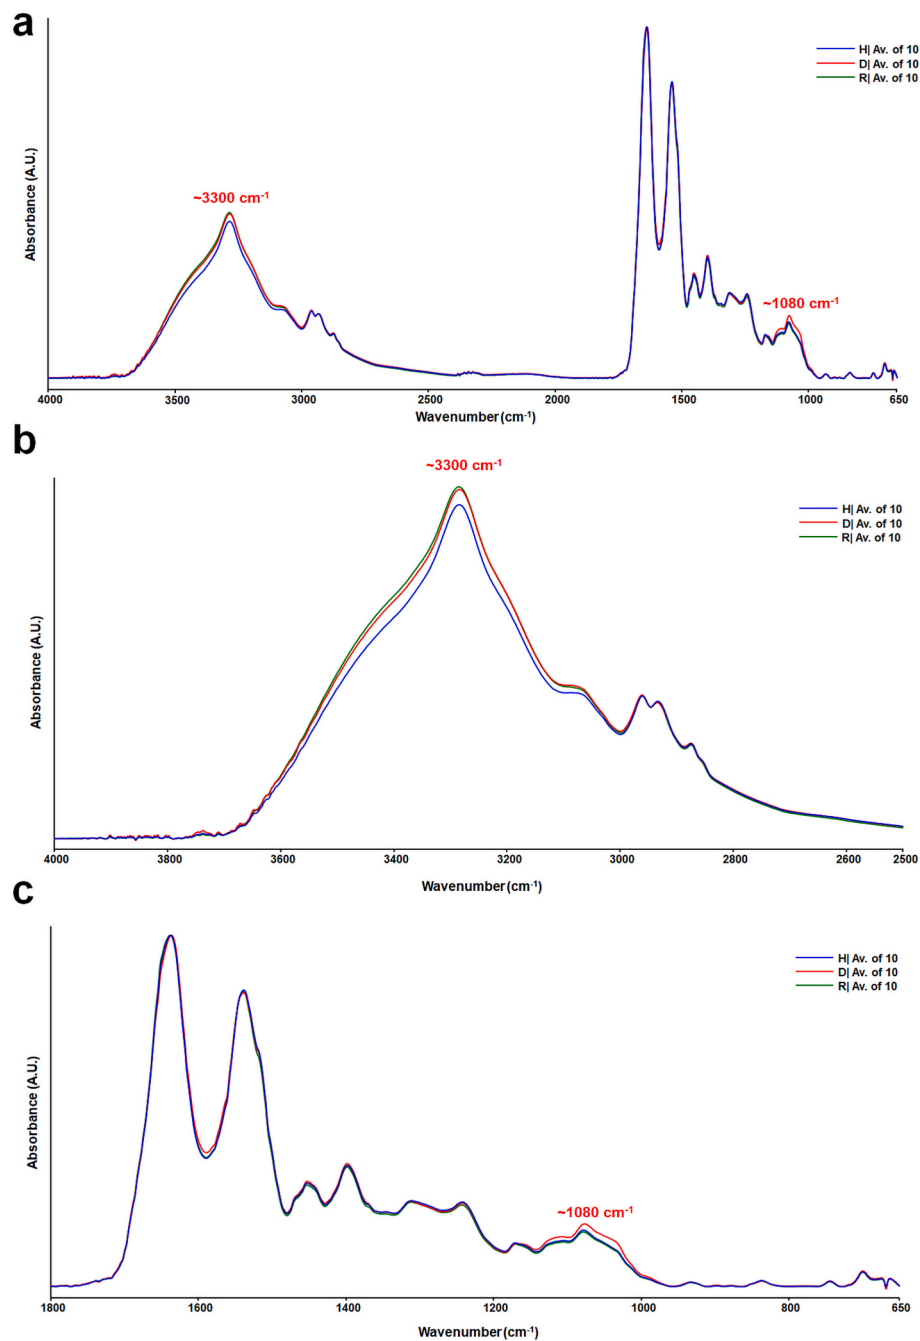 a
H| Av. of 10
D| Av. of 10
R| Av. of 10
~3300 cm-1
~1080 cm-1
Absorbance (A.U.)
4000 3500 3000 2500 2000 1500 1000 650
Wavenumber (cm-1)
b
~3300 cm-1
H| Av. of 10
D| Av. of 10
R| Av. of 10
Absorbance (A.U.)
4000 3800 3600 3400 3200 3000 2800 2600 2500
Wavenumber (cm-1)
c
H| Av. of 10
D| Av. of 10
R| Av. of 10
~1080 cm-1
Absorbance (A.U.)
1800 1600 1400 1200 1000 800 650
Wavenumber (cm-1)